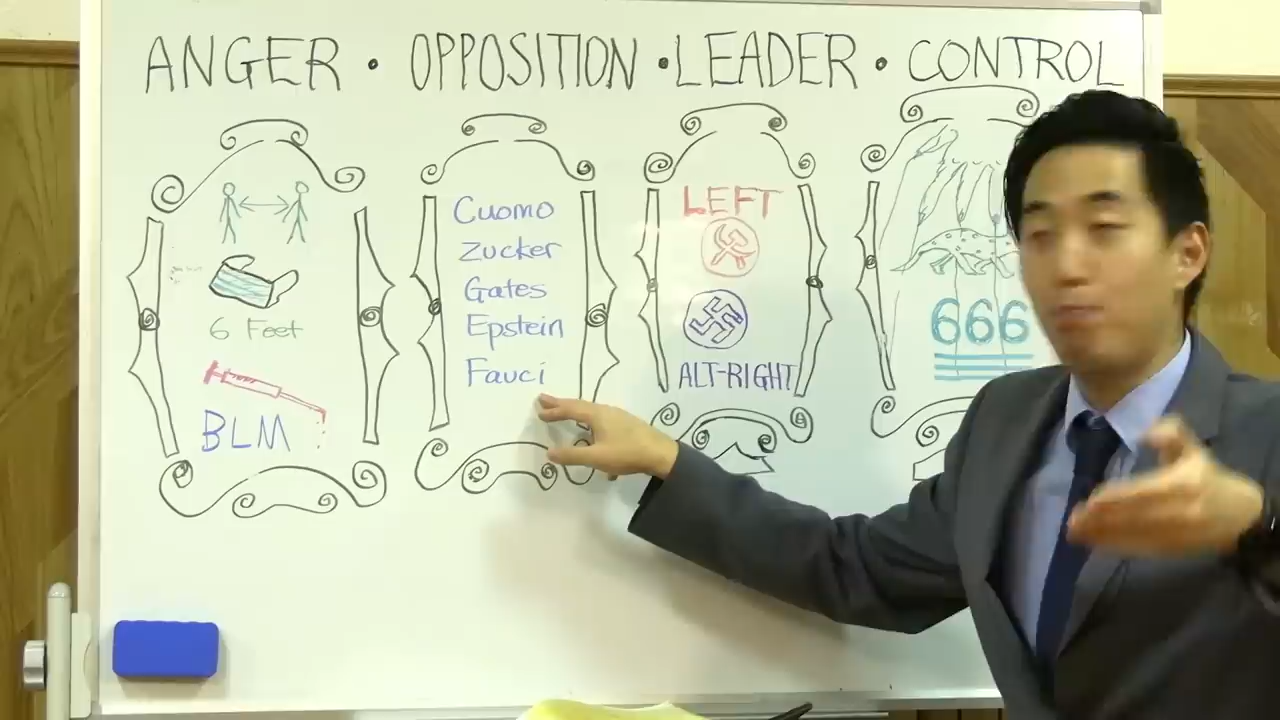 ANGER • OPPOSITION • LEADER • CONTROL
6 Feet
BLM
Cuomo
Zucker
Gates
Epstein
Fauci
LEFT
ALT-RIGHT
666